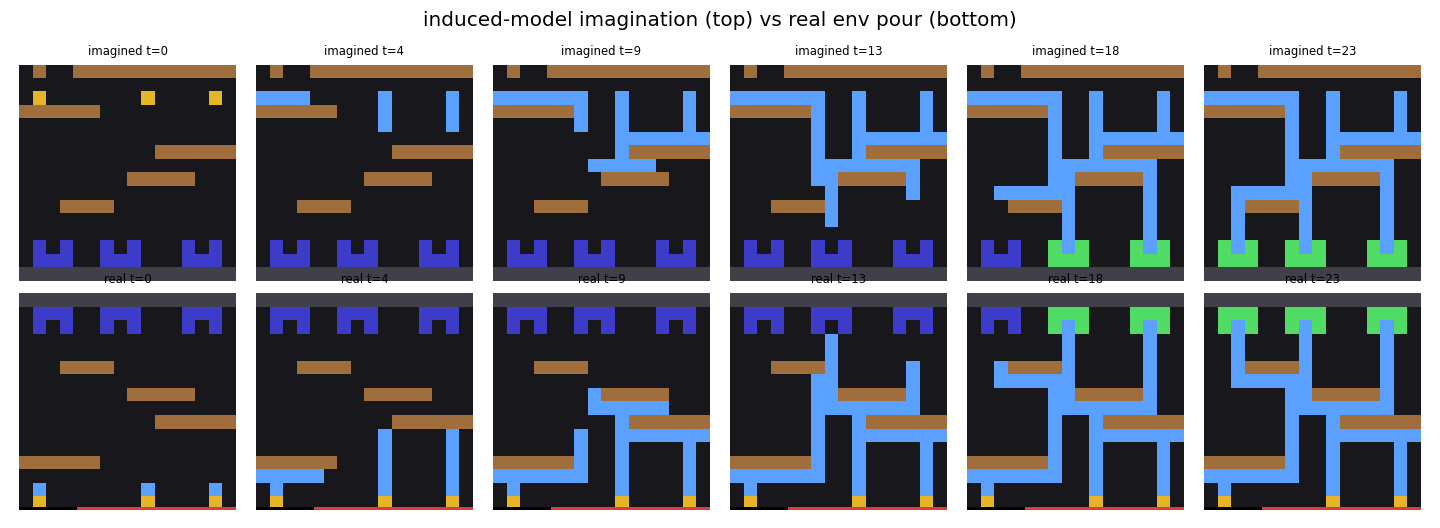 induced-model imagination (top) vs real env pour (bottom)
imagined t=0
imagined t=4
imagined t=9
imagined t=13
imagined t=18
imagined t=23
real t=0
real t=4
real t=9
real t=13
real t=18
real t=23